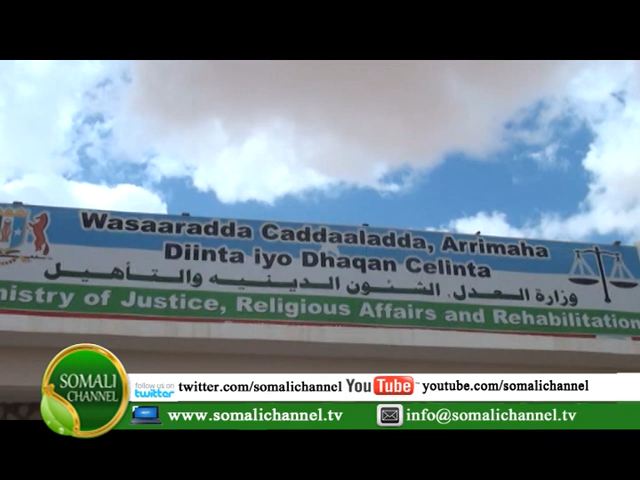 Wasaaradda Caddaaladda, Arrimaha
Diinta iyo Dhaqan Celinta
وزارة العدل. الشئون الدينيه والتأهيل
nistry of Justice, Religious Affairs and Rehabilitation
SOMALI
CHANNEL
follow us on
twitter
twitter.com/somalichannel
YouTube
youtube.com/somalichannel
www.somalichannel.tv
info@somalichannel.tv